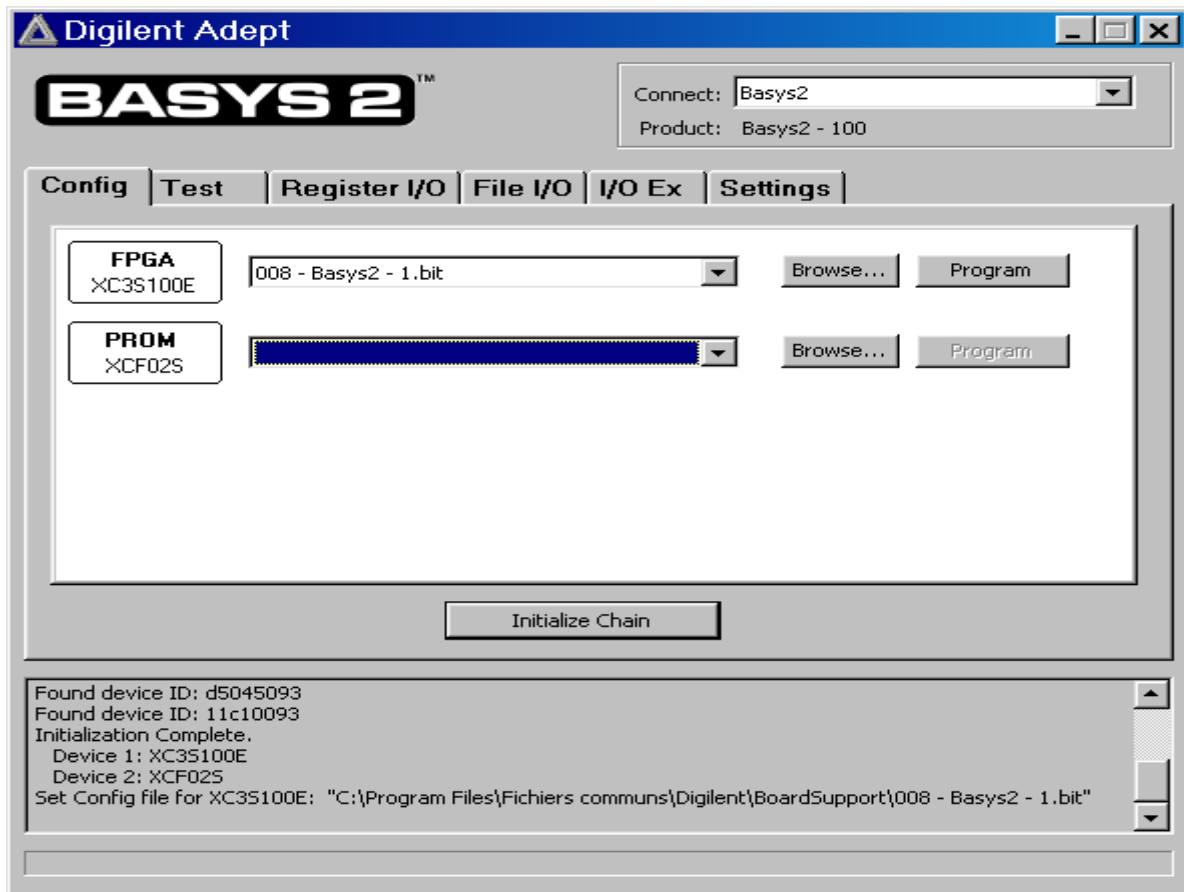 Digilent Adept
BASYS 2™
Connect: Basys2
Product: Basys2 - 100
Config Test Register I/O File I/O I/O Ex Settings
FPGA
XC3S100E
008 - Basys2 - 1.bit
Browse... Program
PROM
XCF02S
Browse... Program
Initialize Chain
Found device ID: d5045093
Found device ID: 11c10093
Initialization Complete.
Device 1: XC3S100E
Device 2: XCF02S
Set Config file for XC3S100E: "C:\Program Files\Fichiers communs\Digilent\BoardSupport\008 - Basys2 - 1.bit"